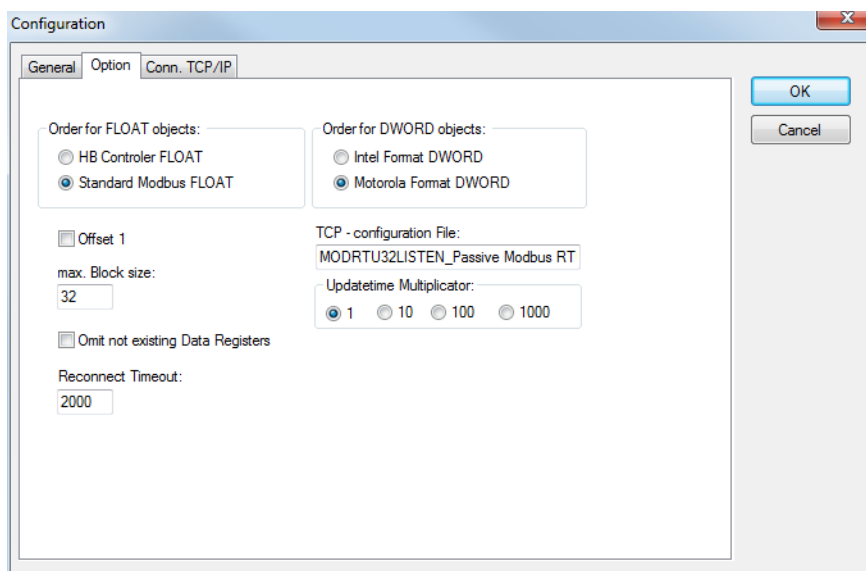 Configuration
General Option Conn. TCP/IP
OK
Cancel
Order for FLOAT objects:
HB Controler FLOAT
Standard Modbus FLOAT
Order for DWORD objects:
Intel Format DWORD
Motorola Format DWORD
Offset 1
max. Block size:
32
Omit not existing Data Registers
Reconnect Timeout:
2000
TCP - configuration File:
MODRTU32LISTEN_Passive Modbus RT
Updatetime Multiplicator:
1 10 100 1000